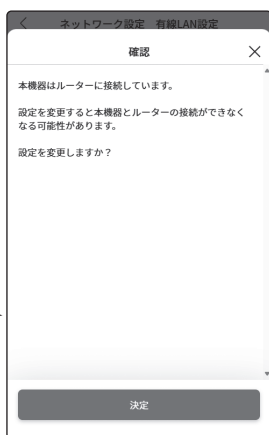 ネットワーク設定　有線LAN設定
確認
本機器はルーターに接続しています。
設定を変更すると本機器とルーターの接続ができなく
なる可能性があります。
設定を変更しますか？
決定